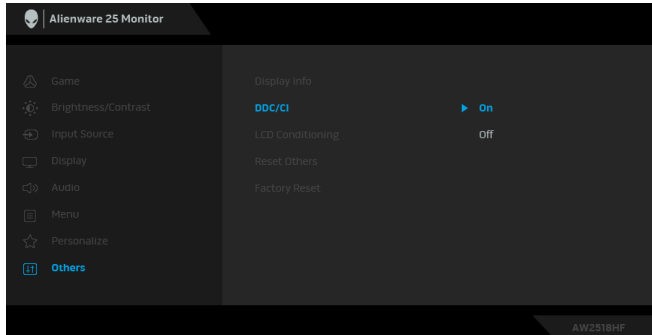 Alienware 25 Monitor
Game
Display Info
Brightness/Contrast
DDC/CI
On
Input Source
LCD Conditioning
Off
Display
Reset Others
Audio
Factory Reset
Menu
Personalize
Others
AW2518HF